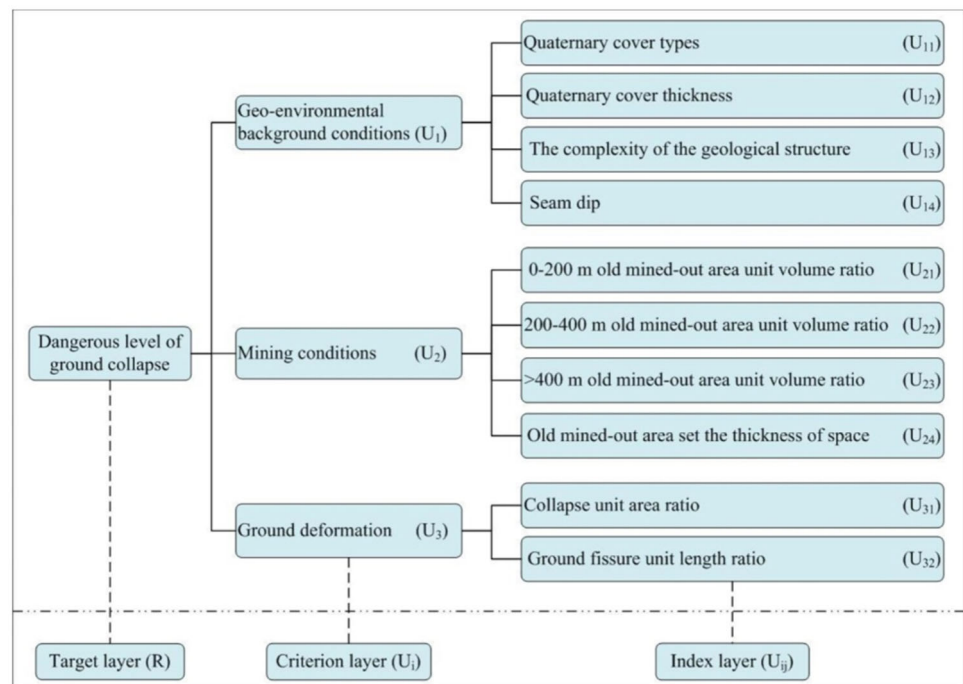 Quaternary cover types (U₁₁)
Quaternary cover thickness (U₁₂)
Geo-environmental
background conditions (U₁)
The complexity of the geological structure (U₁₃)
Seam dip (U₁₄)
0-200 m old mined-out area unit volume ratio (U₂₁)
200-400 m old mined-out area unit volume ratio (U₂₂)
Dangerous level of
ground collapse
Mining conditions (U₂)
>400 m old mined-out area unit volume ratio (U₂₃)
Old mined-out area set the thickness of space (U₂₄)
Collapse unit area ratio (U₃₁)
Ground deformation (U₃)
Ground fissure unit length ratio (U₃₂)
Target layer (R)
Criterion layer (Uᵢ)
Index layer (Uᵢⱼ)